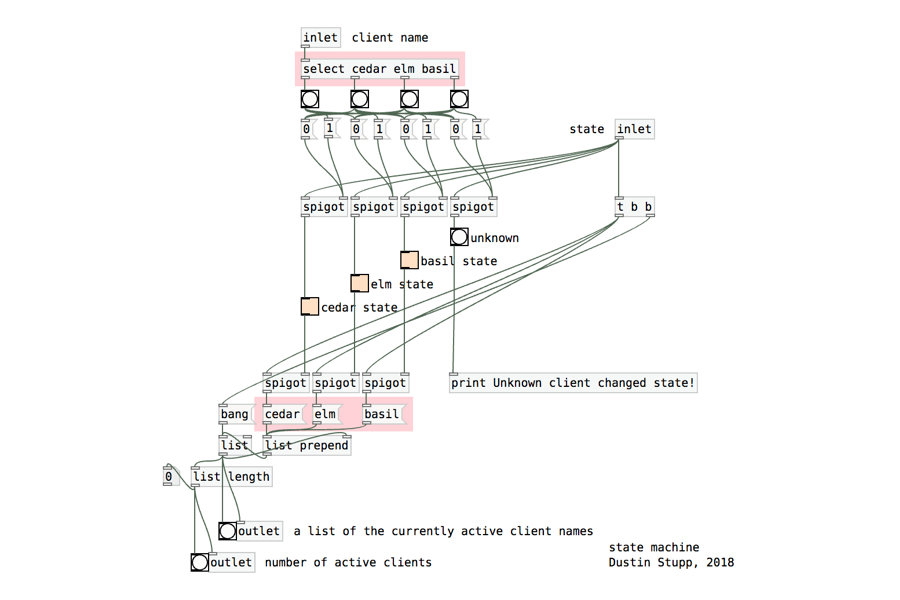 inlet client name
select cedar elm basil
0 1 0 1 0 1 0 1
state inlet
spigot spigot spigot spigot
t b b
unknown
basil state
elm state
cedar state
spigot spigot spigot
print Unknown client changed state!
bang cedar elm basil
list list prepend
0 list length
outlet a list of the currently active client names
outlet number of active clients
state machine
Dustin Stupp, 2018